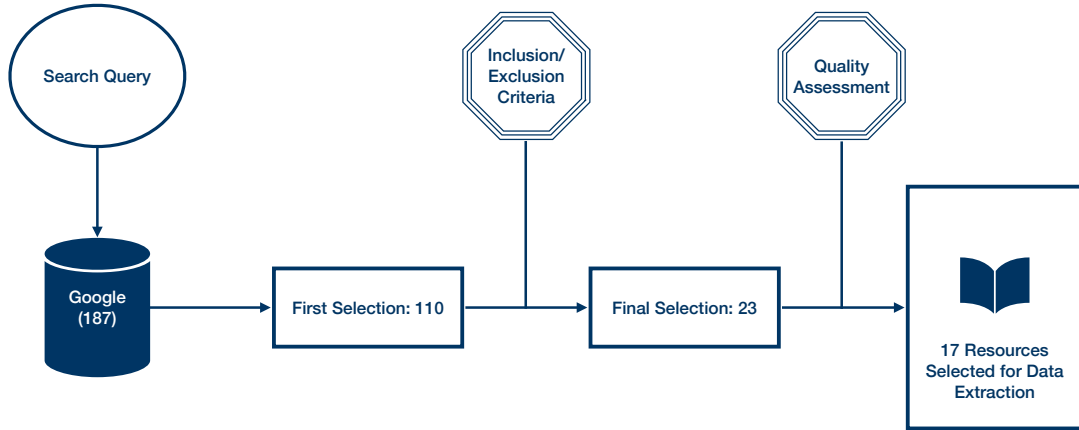 Search Query
Google
(187)
First Selection: 110
Inclusion/
Exclusion
Criteria
Final Selection: 23
Quality
Assessment
17 Resources
Selected for Data
Extraction